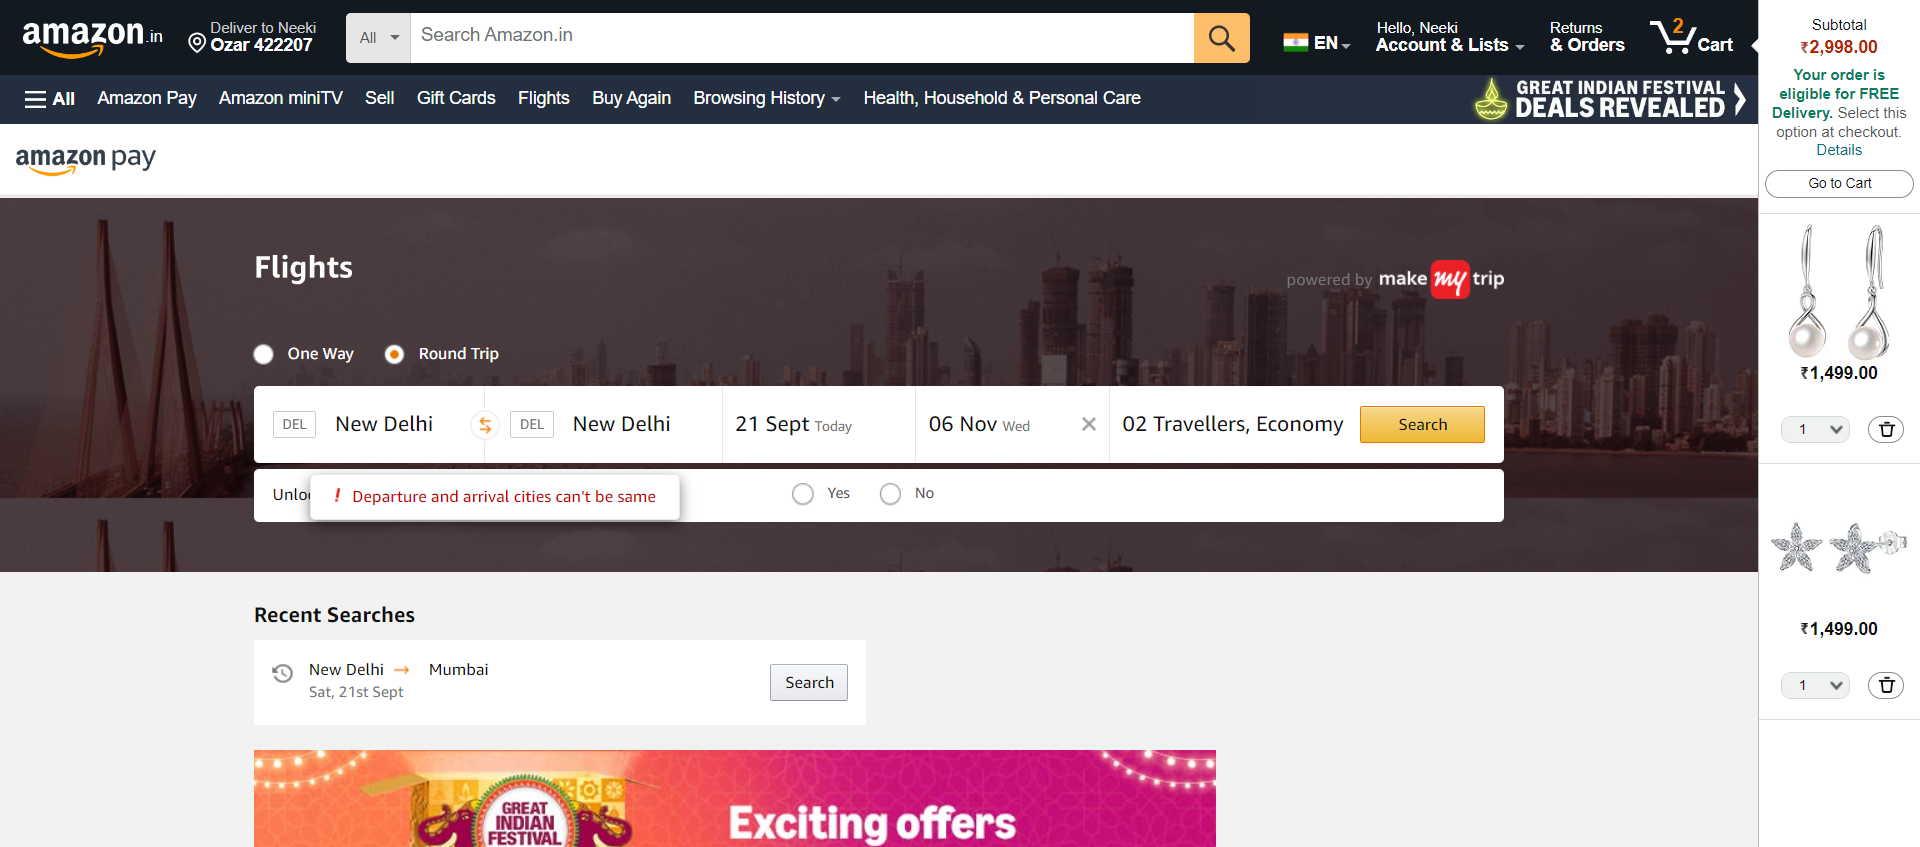 amazon.in
Deliver to Neeki
Ozar 422207
All
Search Amazon.in
EN
Hello, Neeki
Account & Lists
Returns
& Orders
2
Cart
All
Amazon Pay
Amazon miniTV
Sell
Gift Cards
Flights
Buy Again
Browsing History
Health, Household & Personal Care
GREAT INDIAN FESTIVAL
DEALS REVEALED
amazon pay
Flights
powered by make my trip
One Way
Round Trip
DEL New Delhi
DEL New Delhi
21 Sept Today
06 Nov Wed
02 Travellers, Economy
Search
Unlo
! Departure and arrival cities can't be same
Yes
No
Recent Searches
New Delhi → Mumbai
Sat, 21st Sept
Search
GREAT
INDIAN
FESTIVAL
Exciting offers
Subtotal
₹2,998.00
Your order is
eligible for FREE
Delivery. Select this
option at checkout.
Details
Go to Cart
₹1,499.00
1
₹1,499.00
1